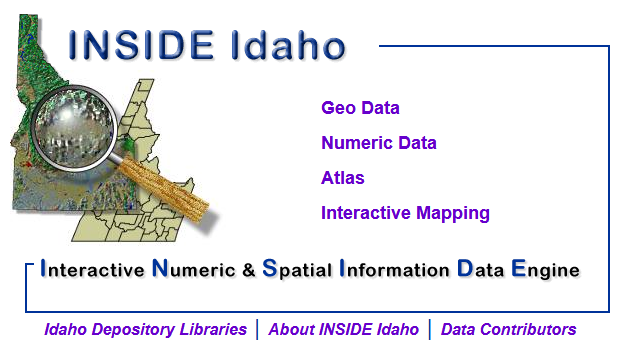 INSIDE Idaho
Geo Data
Numeric Data
Atlas
Interactive Mapping
Interactive Numeric & Spatial Information Data Engine
Idaho Depository Libraries | About INSIDE Idaho | Data Contributors